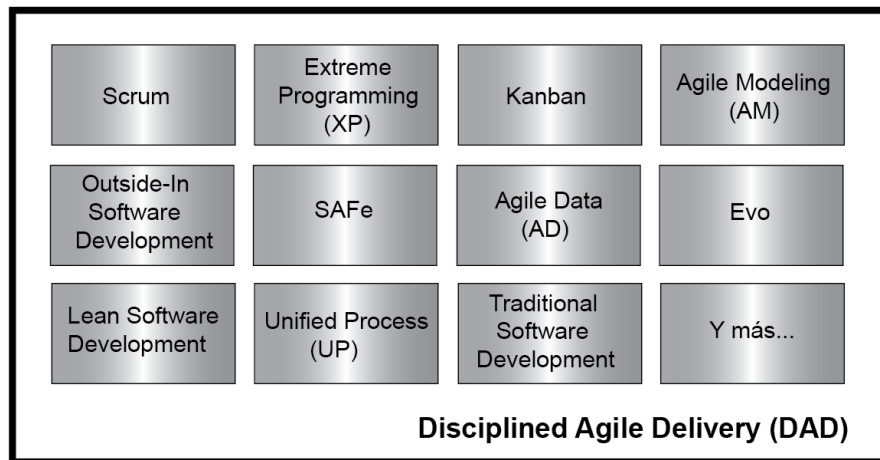 Scrum
Extreme
Programming
(XP)
Kanban
Agile Modeling
(AM)
Outside-In
Software
Development
SAFe
Agile Data
(AD)
Evo
Lean Software
Development
Unified Process
(UP)
Traditional
Software
Development
Y más...
Disciplined Agile Delivery (DAD)